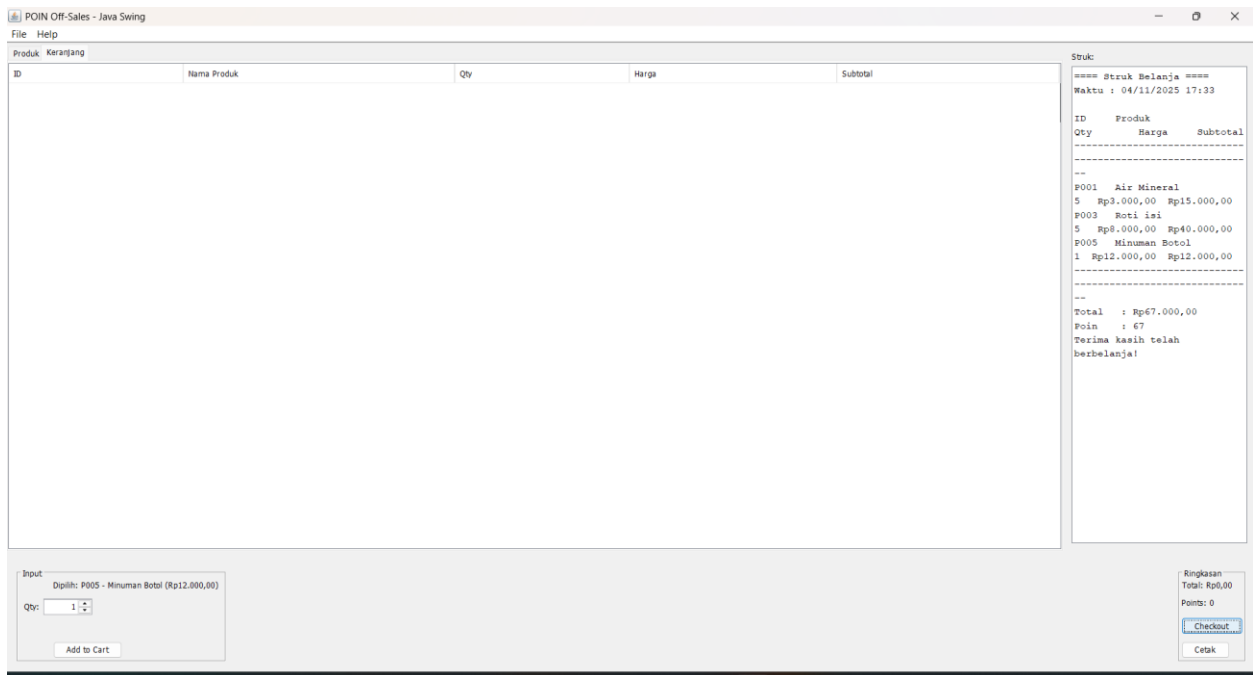 POIN Off-Sales - Java Swing
File Help
Produk Keranjang
ID Nama Produk Qty Harga Subtotal
Struk:
==== Struk Belanja ====
Waktu : 04/11/2025 17:33
ID Produk
Qty Harga Subtotal
-----------------------------
-----------------------------
--
P001 Air Mineral
5 Rp3.000,00 Rp15.000,00
P003 Roti isi
5 Rp8.000,00 Rp40.000,00
P005 Minuman Botol
1 Rp12.000,00 Rp12.000,00
-----------------------------
-----------------------------
--
Total : Rp67.000,00
Poin : 67
Terima kasih telah
berbelanja!
Input
Dipilih: P005 - Minuman Botol (Rp12.000,00)
Qty: 1
Add to Cart
Ringkasan
Total: Rp0,00
Points: 0
Checkout
Cetak